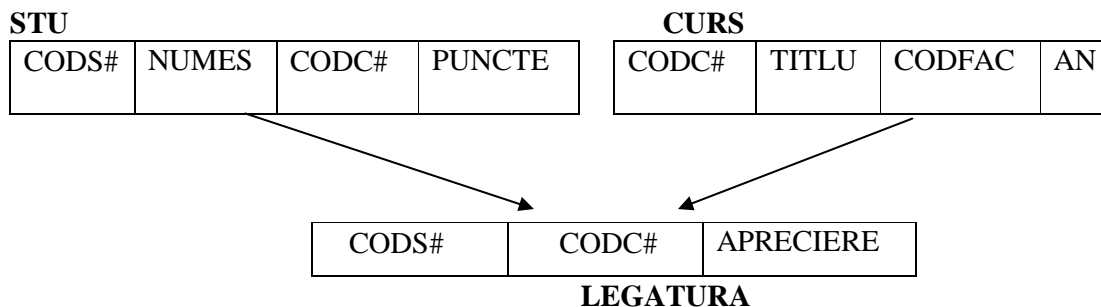 STU CURS
CODS# NUMES CODC# PUNCTE CODC# TITLU CODFAC AN
CODS# CODC# APRECIERE
LEGATURA